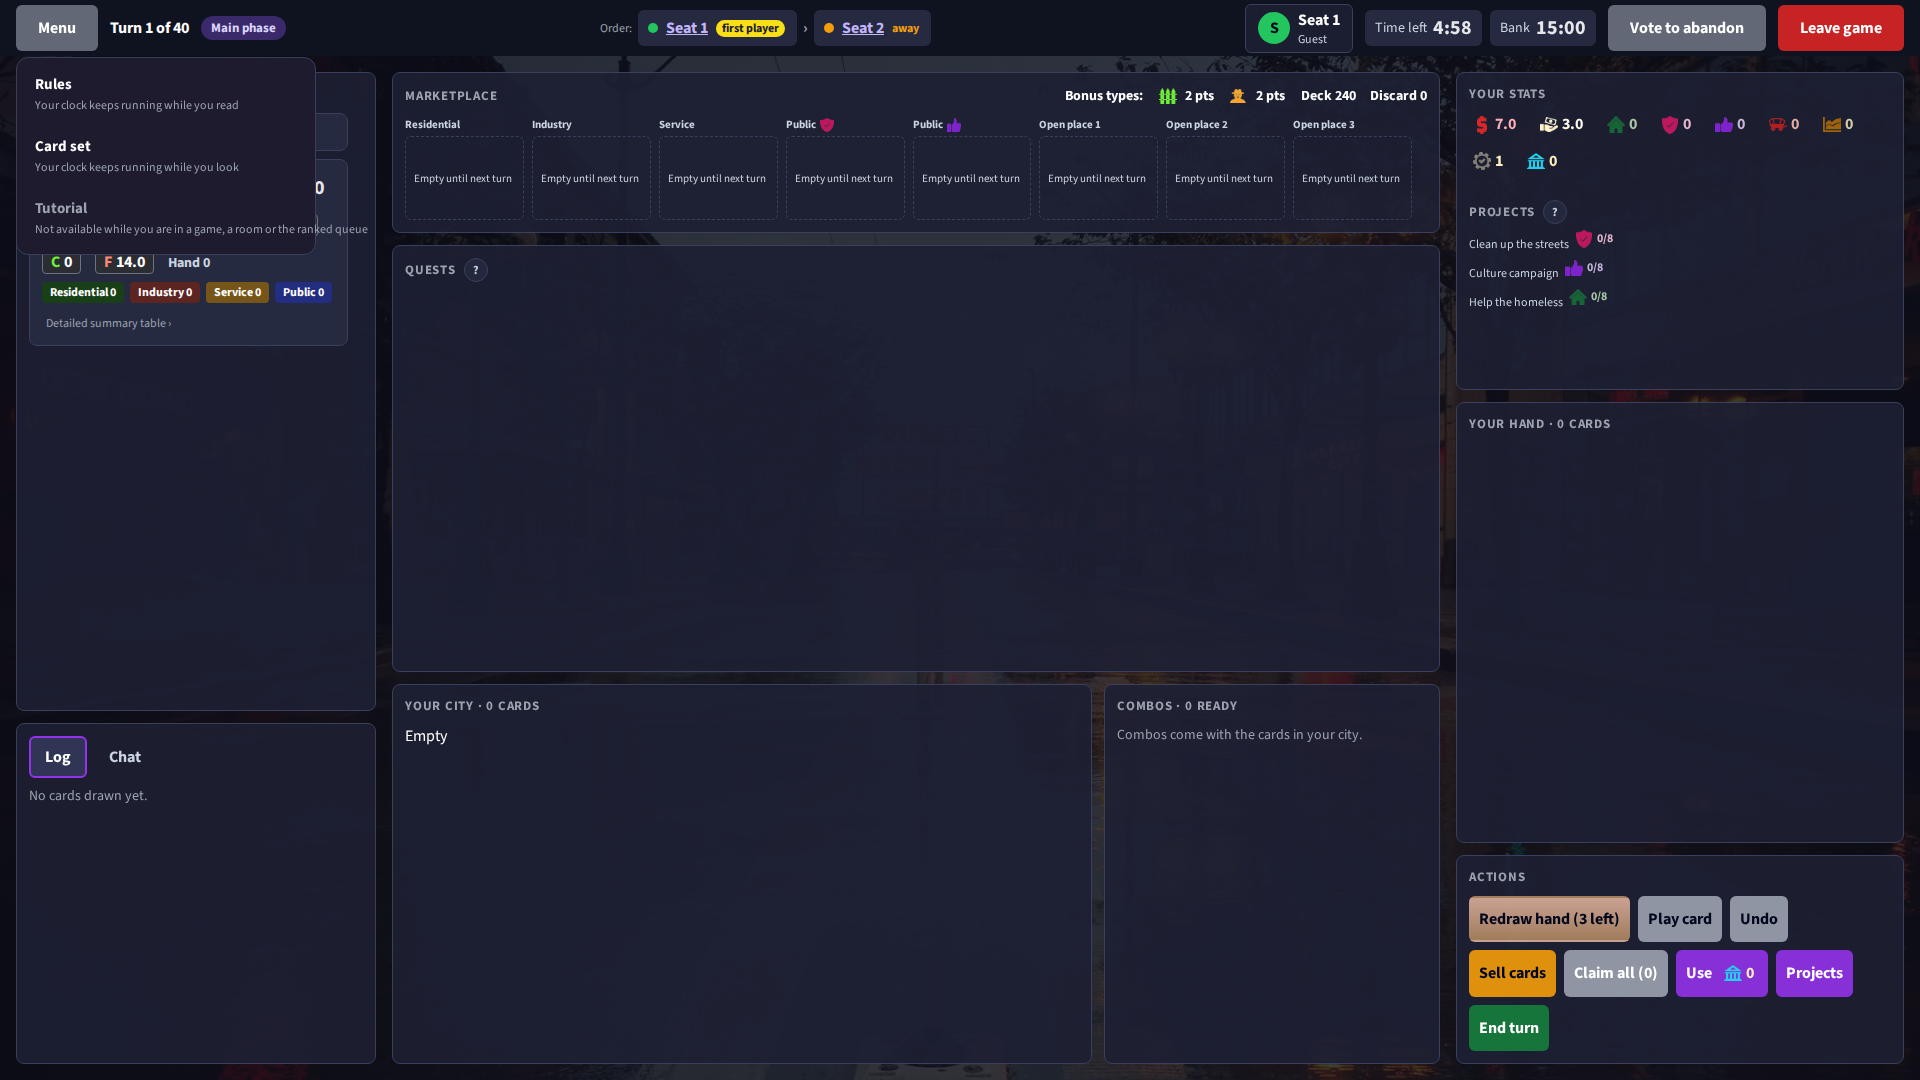 Menu
Turn 1 of 40
Main phase
Order:
Seat 1 first player
›
Seat 2 away
S
Seat 1
Guest
Time left 4:58
Bank 15:00
Vote to abandon
Leave game
Rules
Your clock keeps running while you read
Card set
Your clock keeps running while you look
Tutorial
Not available while you are in a game, a room or the ranked queue
0
C 0
F 14.0
Hand 0
Residential 0
Industry 0
Service 0
Public 0
Detailed summary table ›
Log
Chat
No cards drawn yet.
MARKETPLACE
Bonus types:
2 pts
2 pts
Deck 240
Discard 0
Residential
Industry
Service
Public
Public
Open place 1
Open place 2
Open place 3
Empty until next turn
Empty until next turn
Empty until next turn
Empty until next turn
Empty until next turn
Empty until next turn
Empty until next turn
Empty until next turn
QUESTS ?
YOUR CITY · 0 CARDS
Empty
COMBOS · 0 READY
Combos come with the cards in your city.
YOUR STATS
$ 7.0
3.0
0
0
0
0
0
1
0
PROJECTS ?
Clean up the streets 0/8
Culture campaign 0/8
Help the homeless 0/8
YOUR HAND · 0 CARDS
ACTIONS
Redraw hand (3 left)
Play card
Undo
Sell cards
Claim all (0)
Use 0
Projects
End turn